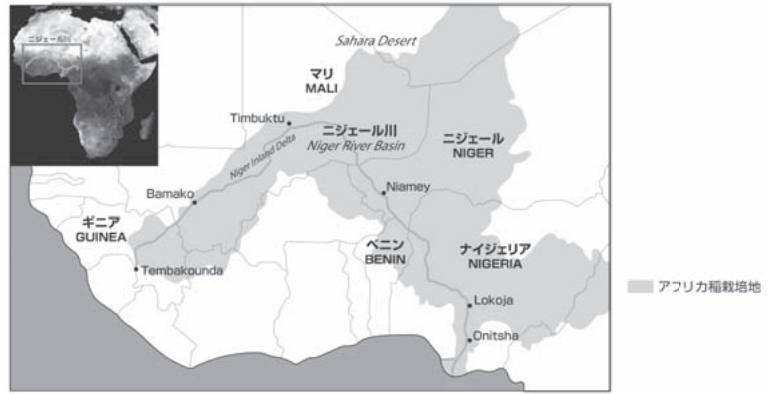 ニジェール川
Sahara Desert
マリ
MALI
Timbuktu
ニジェール川
Niger River Basin
ニジェール
NIGER
Niger Inland Delta
Bamako
Niamey
ギニア
GUINEA
ベニン
BENIN
ナイジェリア
NIGERIA
Tembakounda
Lokoja
Onitsha
アフリカ稲栽培地